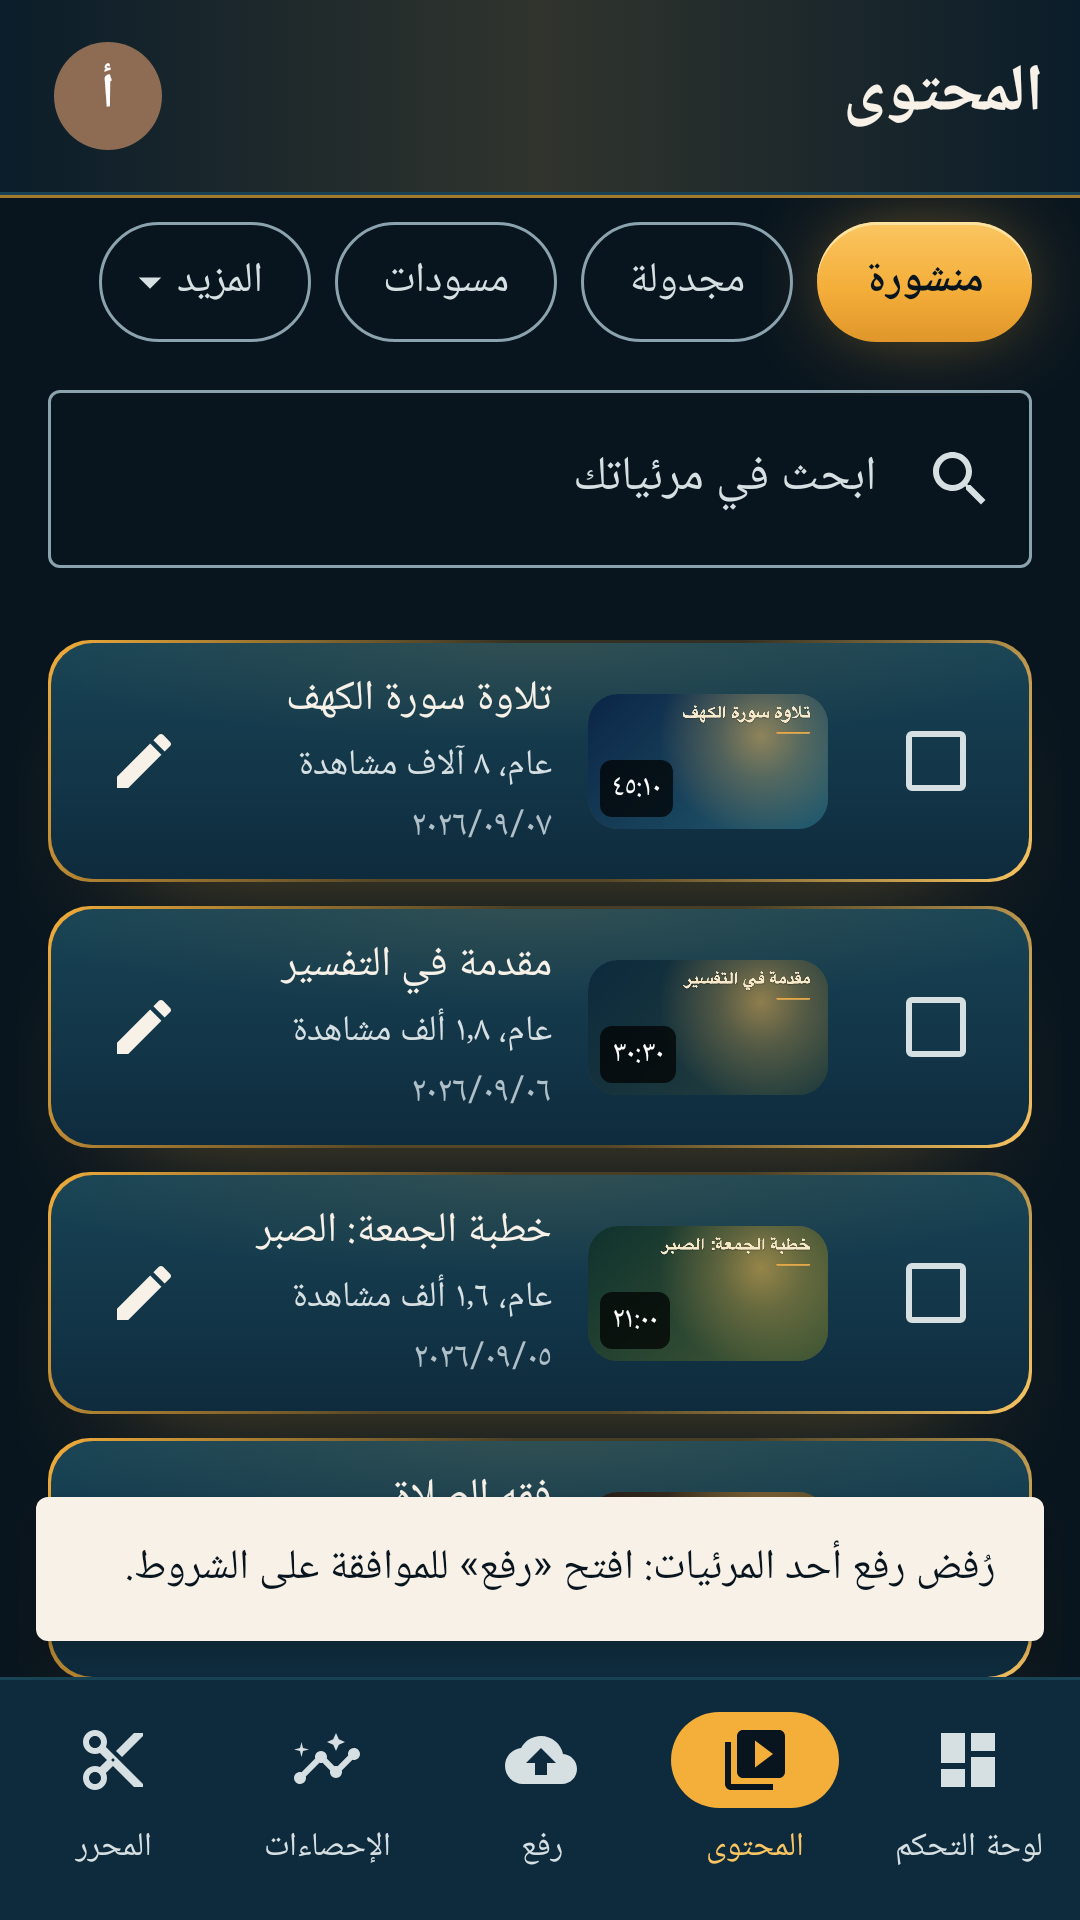 المحتوى
أ
منشورة
مجدولة
مسودات
المزيد
ابحث في مرئياتك
تلاوة سورة الكهف
تلاوة سورة الكهف
عام، ٨ آلاف مشاهدة
٤٥:١٠
٢٠٢٦/٠٩/٠٧
مقدمة في التفسير
مقدمة في التفسير
عام، ١٫٨ ألف مشاهدة
٣٠:٣٠
٢٠٢٦/٠٩/٠٦
خطبة الجمعة: الصبر
خطبة الجمعة: الصبر
عام، ١٫٦ ألف مشاهدة
٢١:٠٠
٢٠٢٦/٠٩/٠٥
فقه الصلاة
رُفض رفع أحد المرئيات: افتح «رفع» للموافقة على الشروط.
لوحة التحكم
المحتوى
رفع
الإحصاءات
المحرر